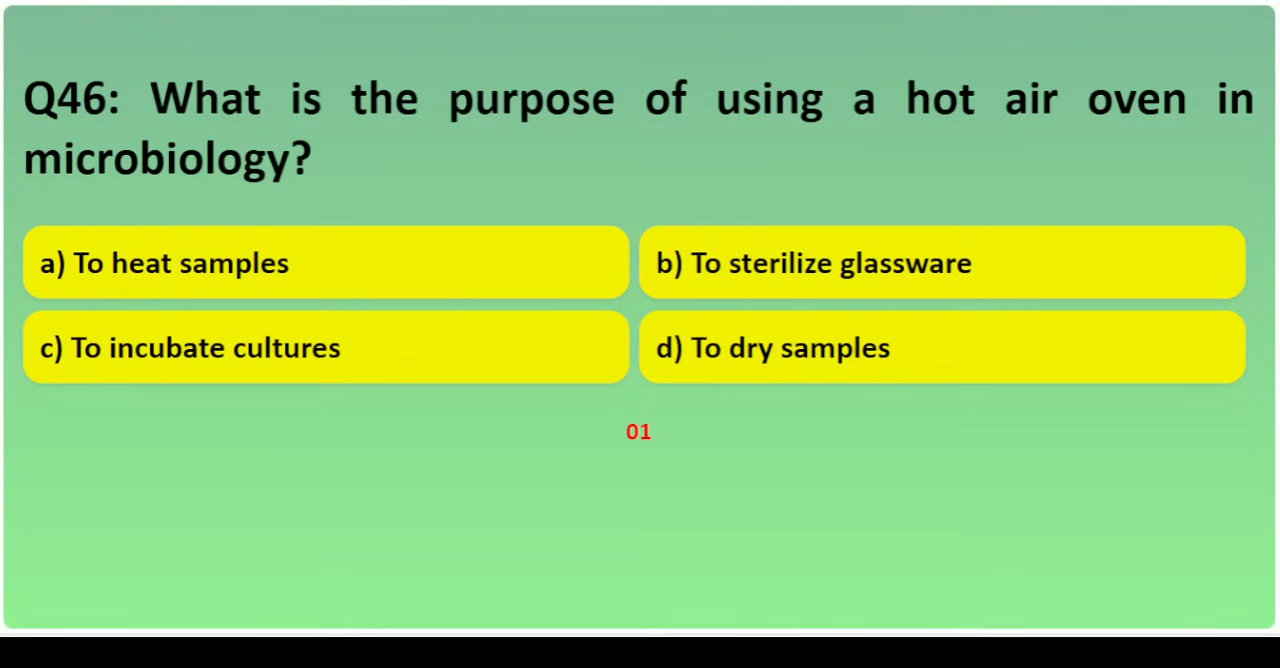 Q46: What is the purpose of using a hot air oven in
microbiology?
a) To heat samples
b) To sterilize glassware
c) To incubate cultures
d) To dry samples
01